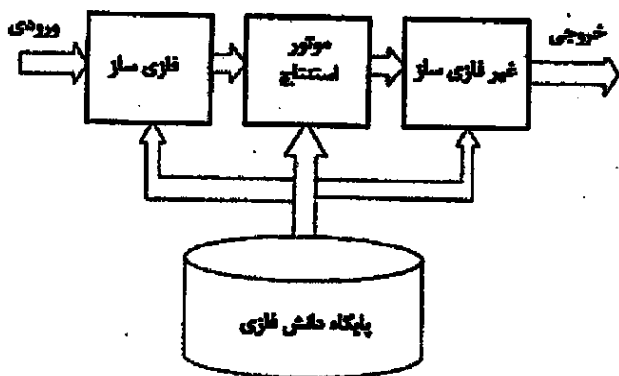 ورودی
فازی ساز
موتور
استنتاج
غیر فازی ساز
خروجی
پایگاه دانش فازی